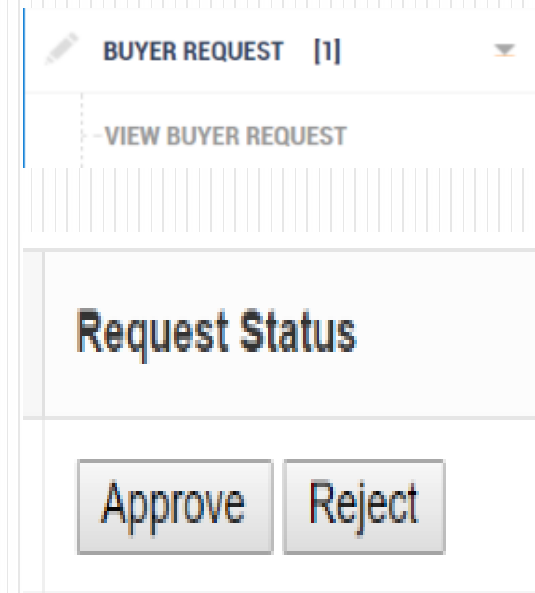 BUYER REQUEST [1]
VIEW BUYER REQUEST
Request Status
Approve Reject